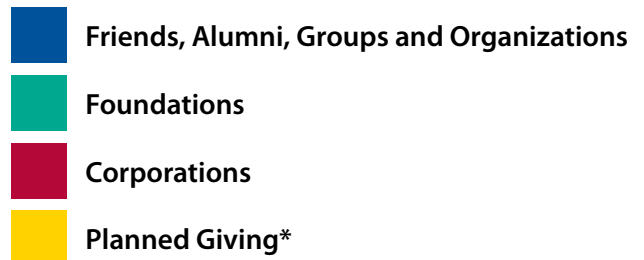 Friends, Alumni, Groups and Organizations
Foundations
Corporations
Planned Giving*